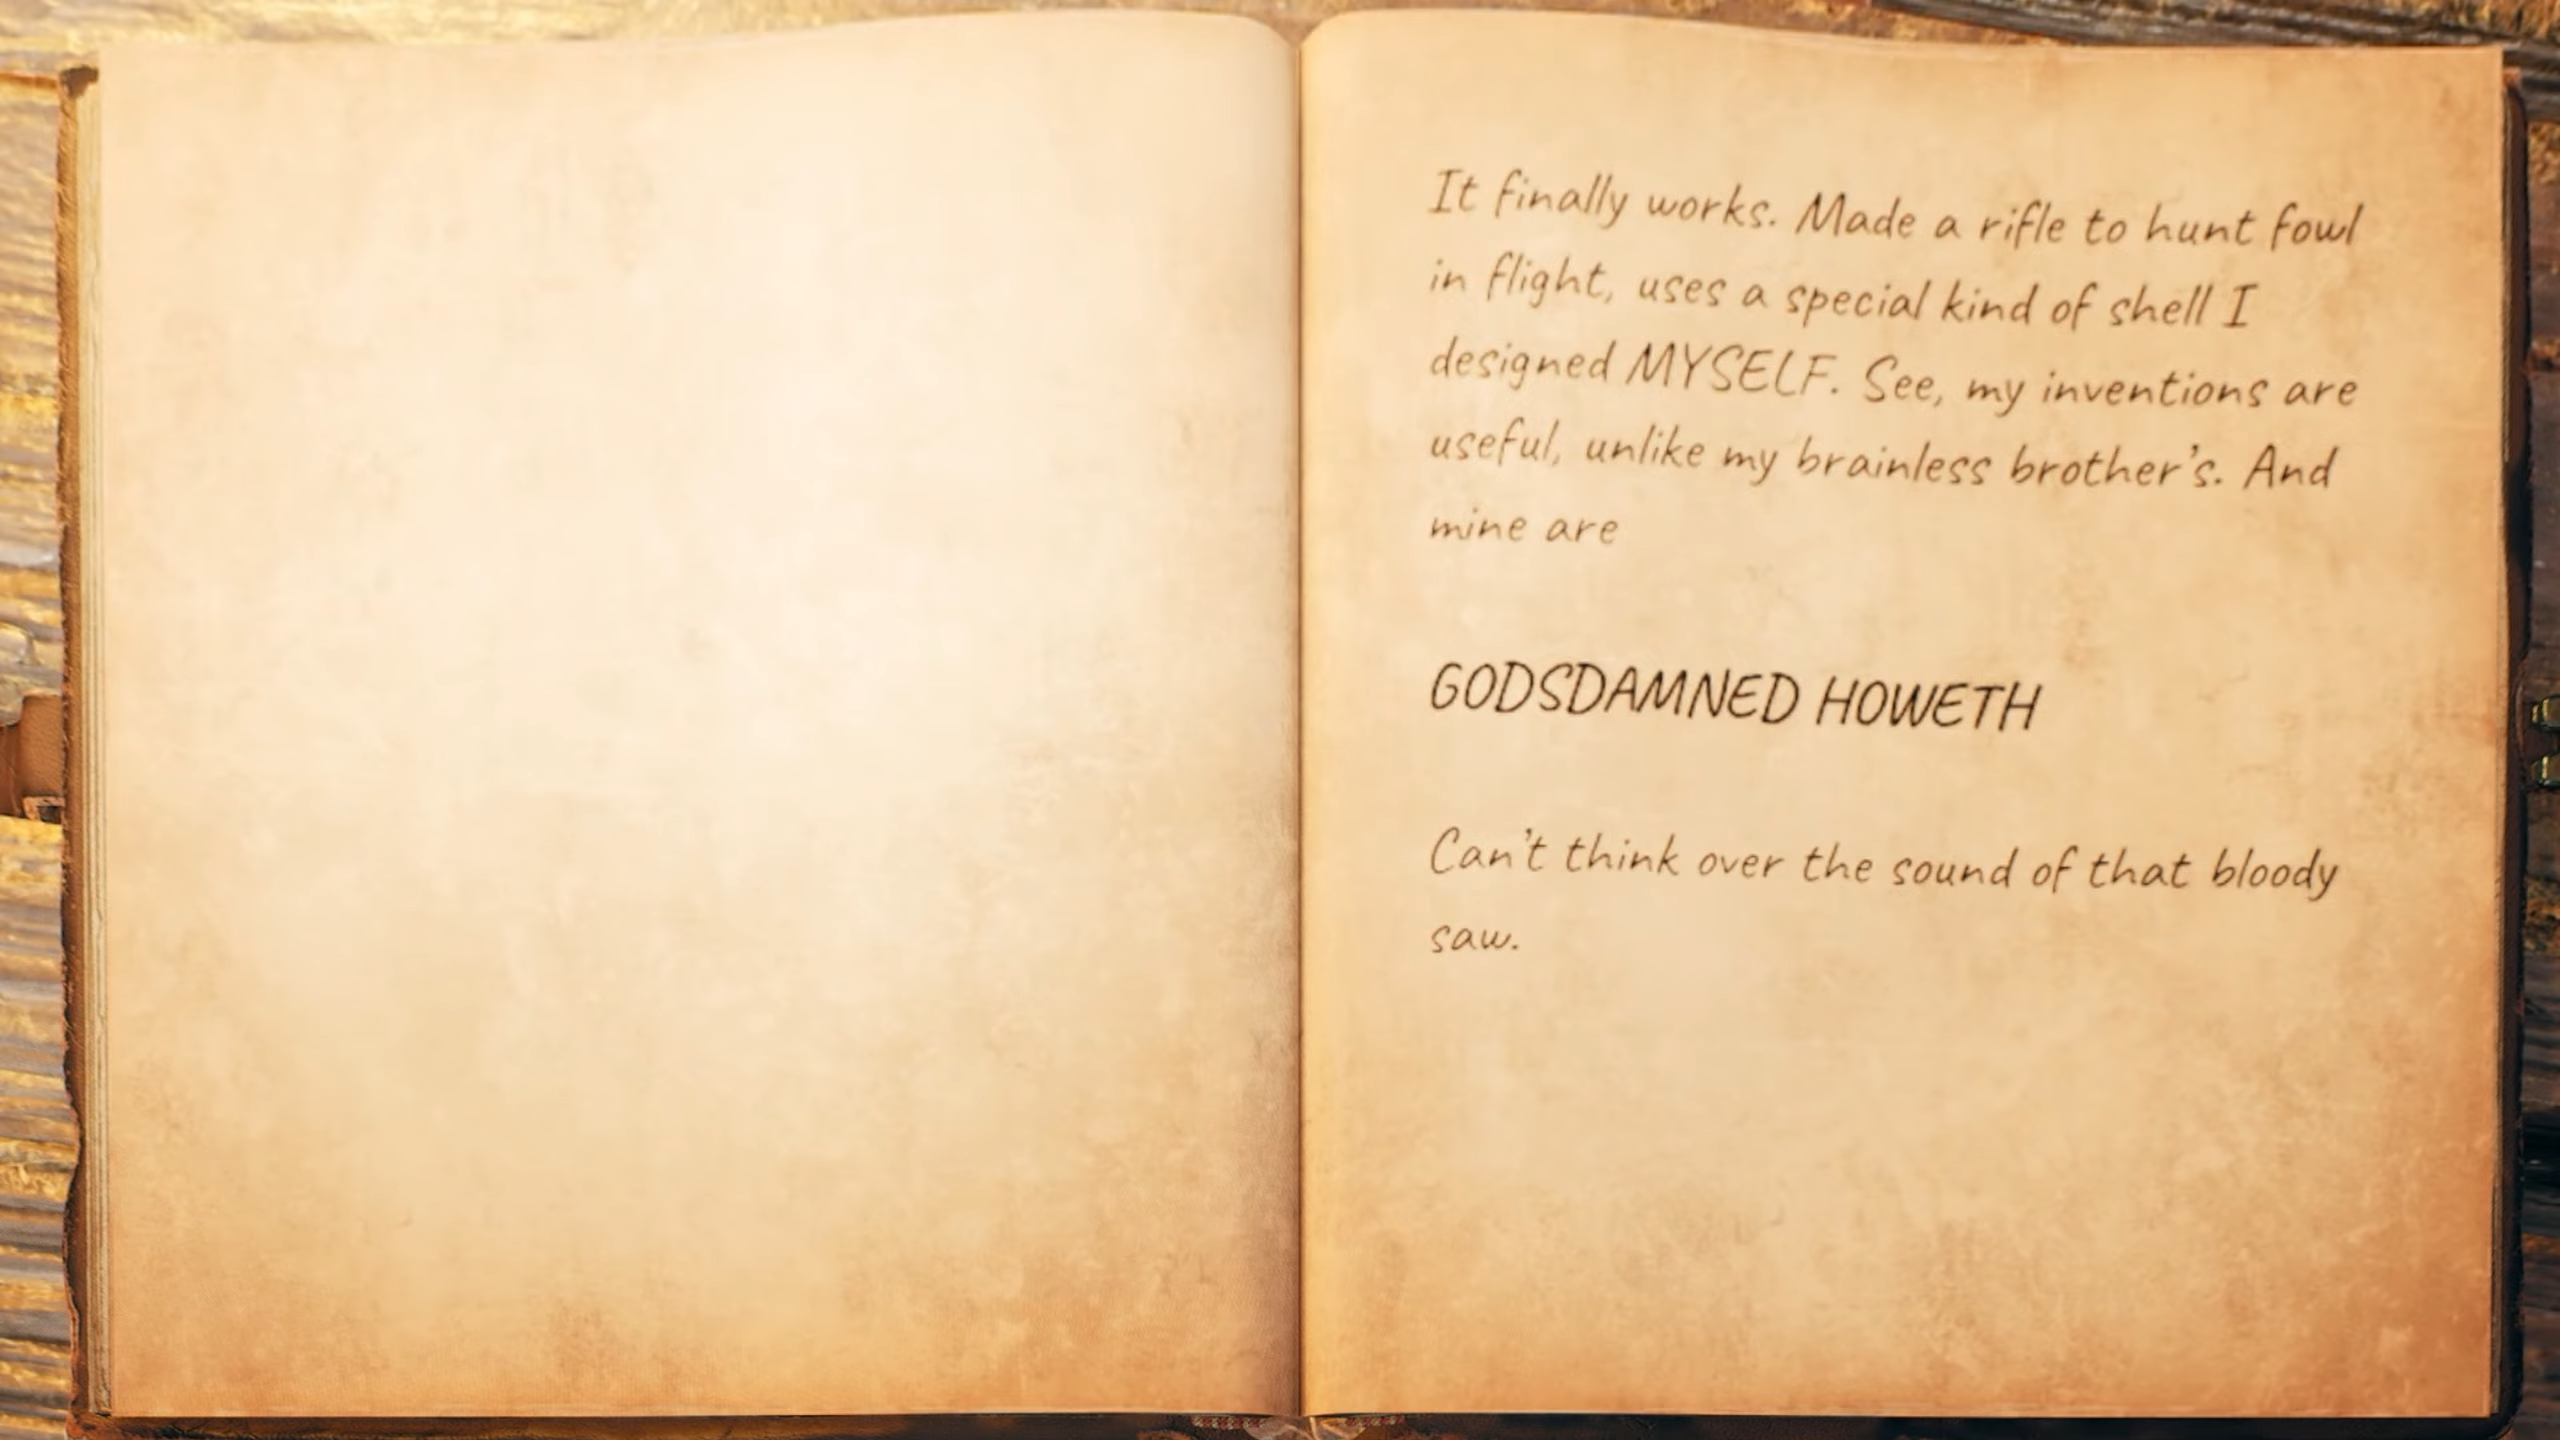 It finally works. Made a rifle to hunt fowl
in flight, uses a special kind of shell I
designed MYSELF. See, my inventions are
useful, unlike my brainless brother's. And
mine are
GODSDAMNED HOWETH
Can't think over the sound of that bloody
saw.